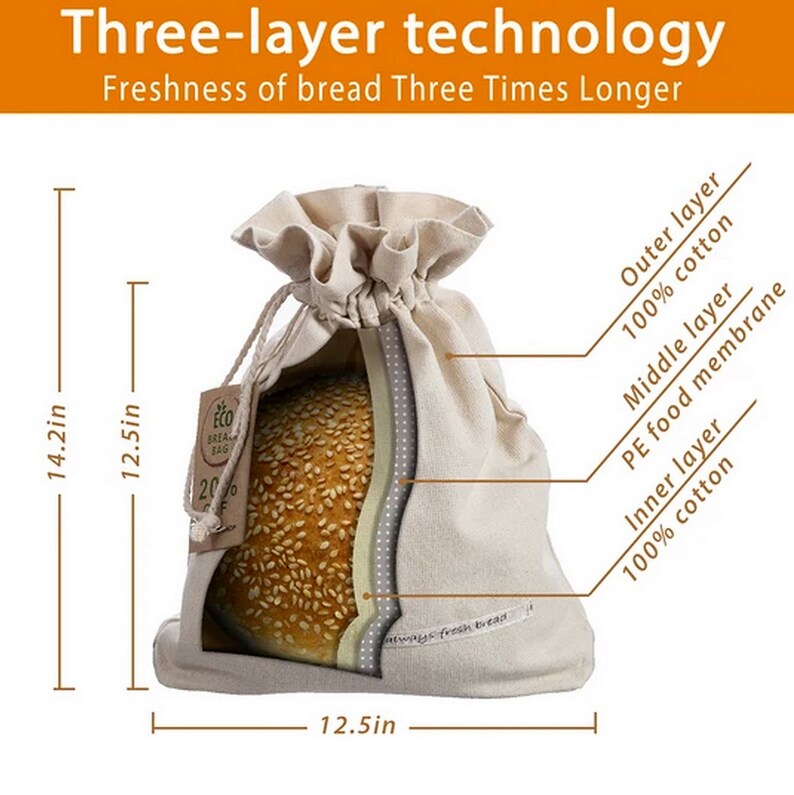 Three-layer technology
Freshness of bread Three Times Longer
Outer layer
100% cotton
Middle layer
PE food membrane
Inner layer
100% cotton
14.2in
12.5in
ECO
BREAD
BAG
always fresh bread
12.5in